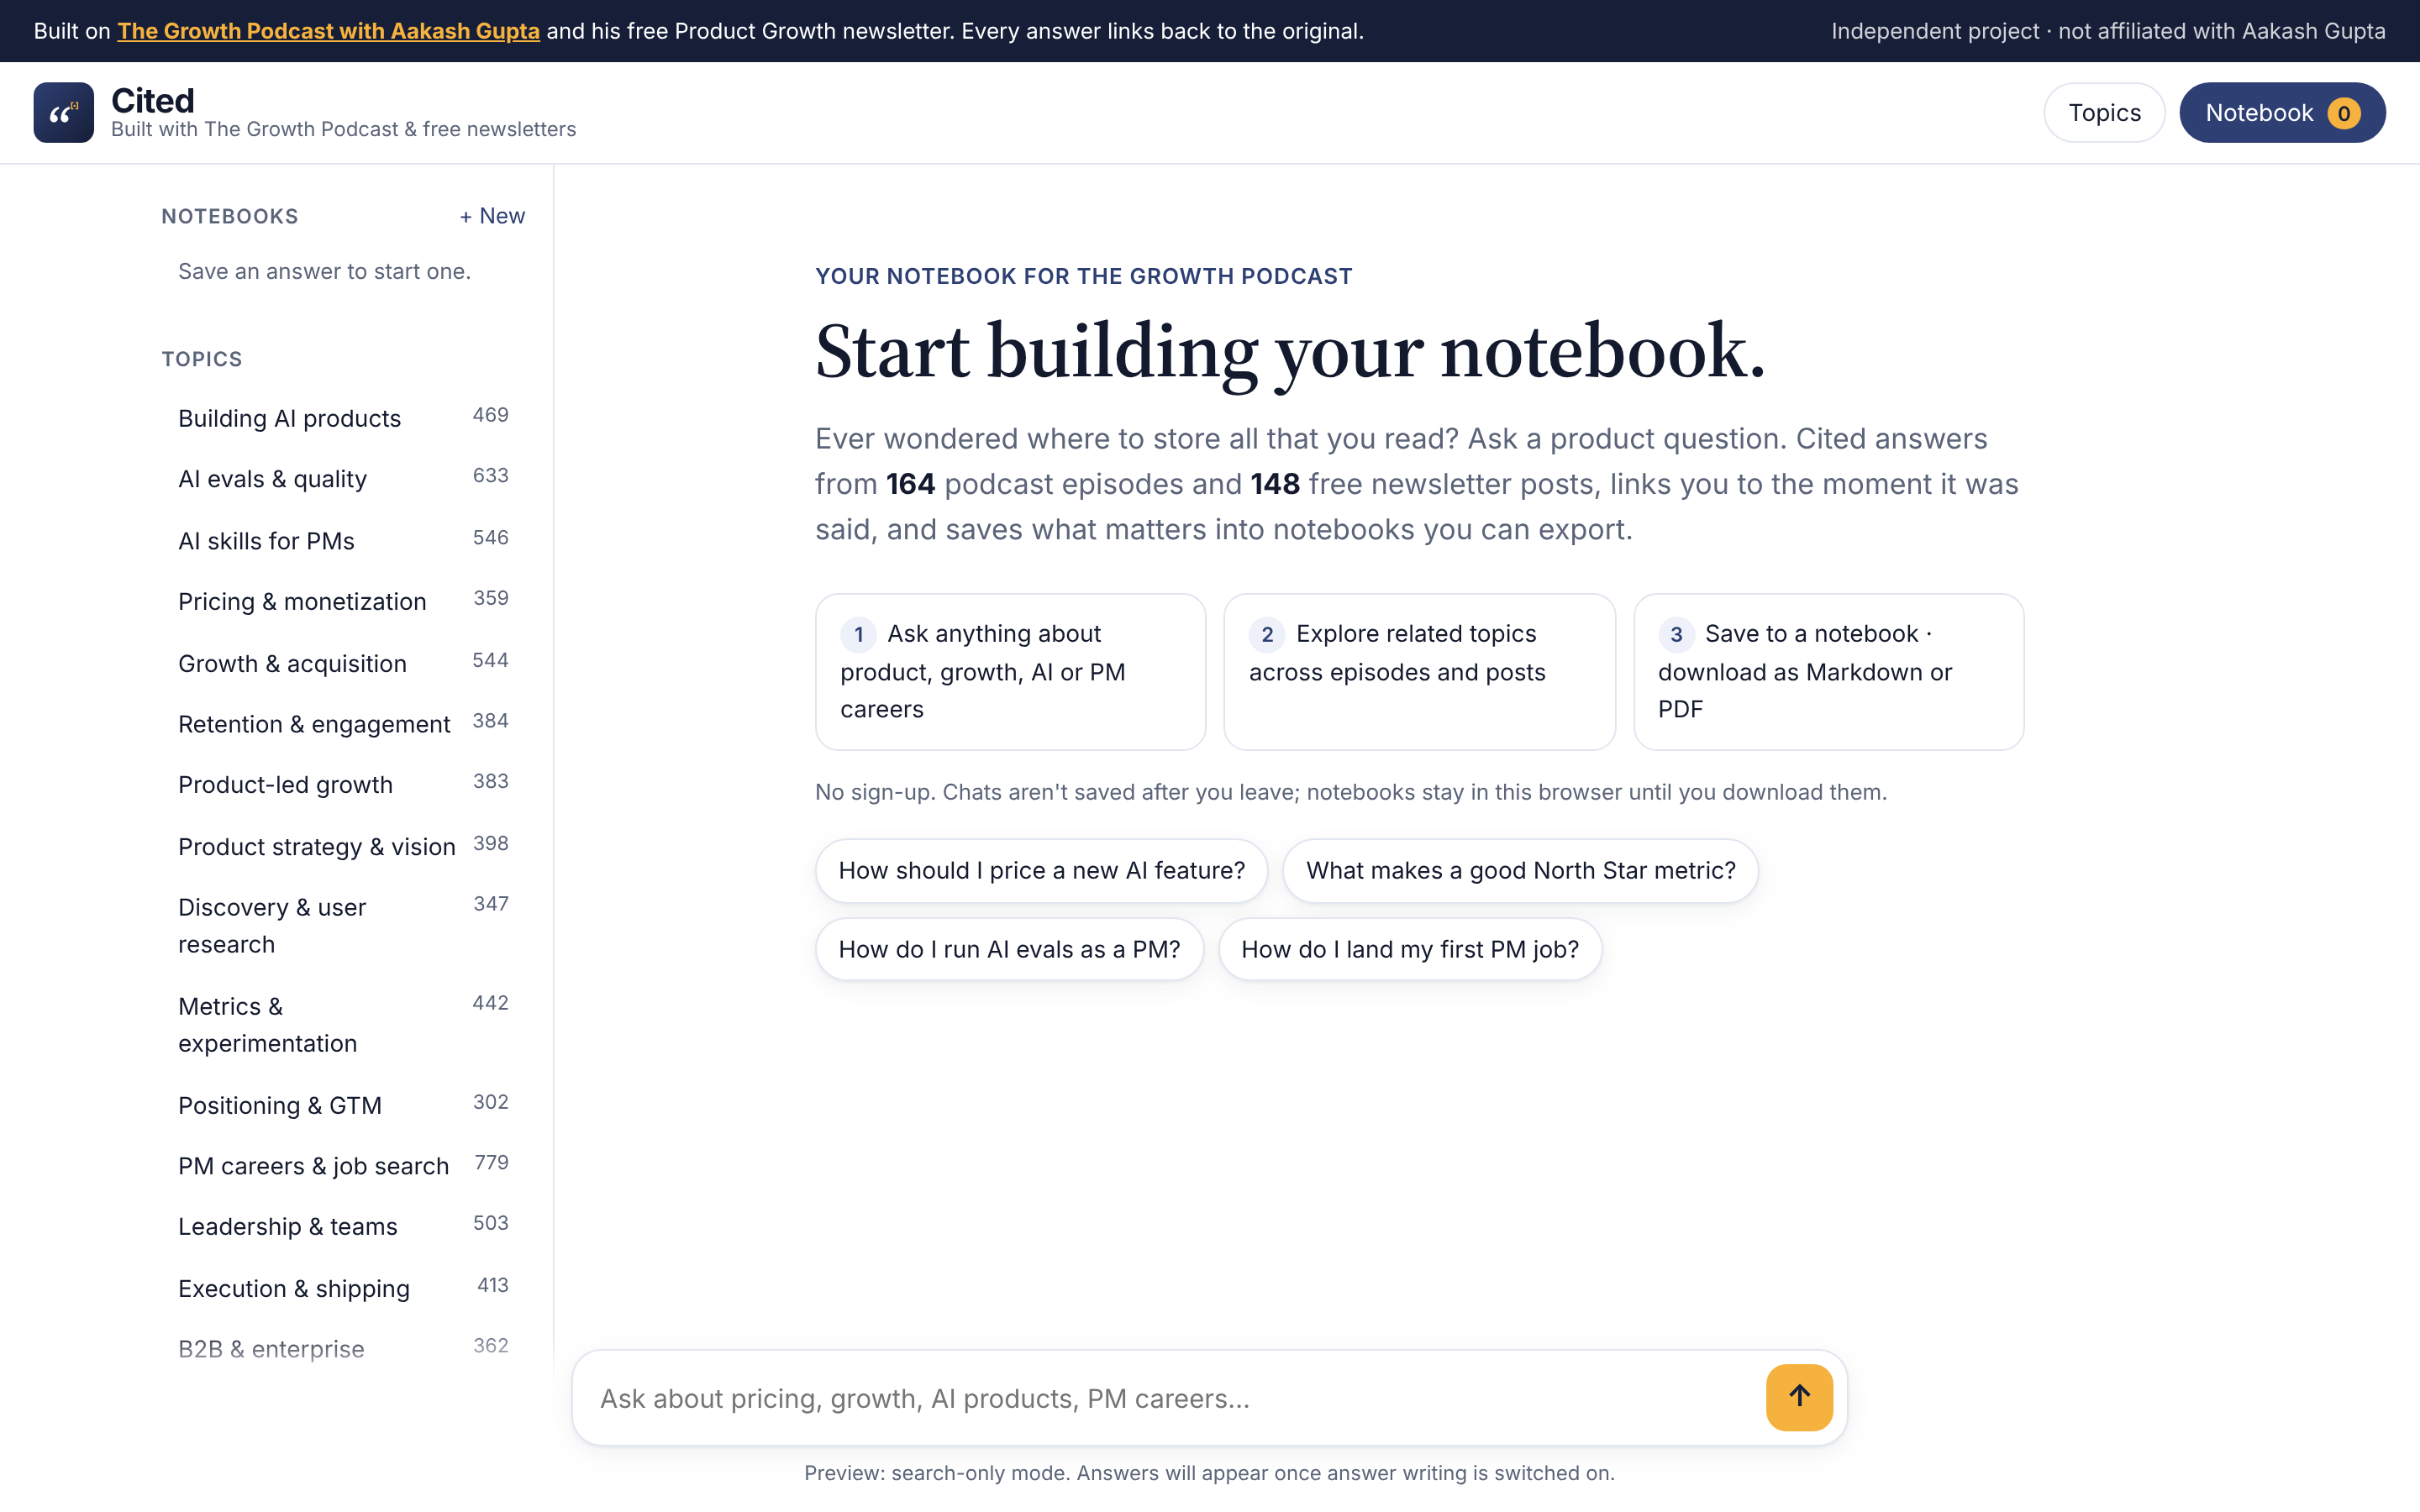 Built on The Growth Podcast with Aakash Gupta and his free Product Growth newsletter. Every answer links back to the original.
Independent project · not affiliated with Aakash Gupta
Cited
Built with The Growth Podcast & free newsletters
Topics
Notebook 0
NOTEBOOKS
+ New
Save an answer to start one.
TOPICS
Building AI products 469
AI evals & quality 633
AI skills for PMs 546
Pricing & monetization 359
Growth & acquisition 544
Retention & engagement 384
Product-led growth 383
Product strategy & vision 398
Discovery & user 347
research
Metrics & 442
experimentation
Positioning & GTM 302
PM careers & job search 779
Leadership & teams 503
Execution & shipping 413
B2B & enterprise 362
YOUR NOTEBOOK FOR THE GROWTH PODCAST
Start building your notebook.
Ever wondered where to store all that you read? Ask a product question. Cited answers
from 164 podcast episodes and 148 free newsletter posts, links you to the moment it was
said, and saves what matters into notebooks you can export.
1 Ask anything about
product, growth, AI or PM
careers
2 Explore related topics
across episodes and posts
3 Save to a notebook ·
download as Markdown or
PDF
No sign-up. Chats aren't saved after you leave; notebooks stay in this browser until you download them.
How should I price a new AI feature?
What makes a good North Star metric?
How do I run AI evals as a PM?
How do I land my first PM job?
Ask about pricing, growth, AI products, PM careers...
Preview: search-only mode. Answers will appear once answer writing is switched on.